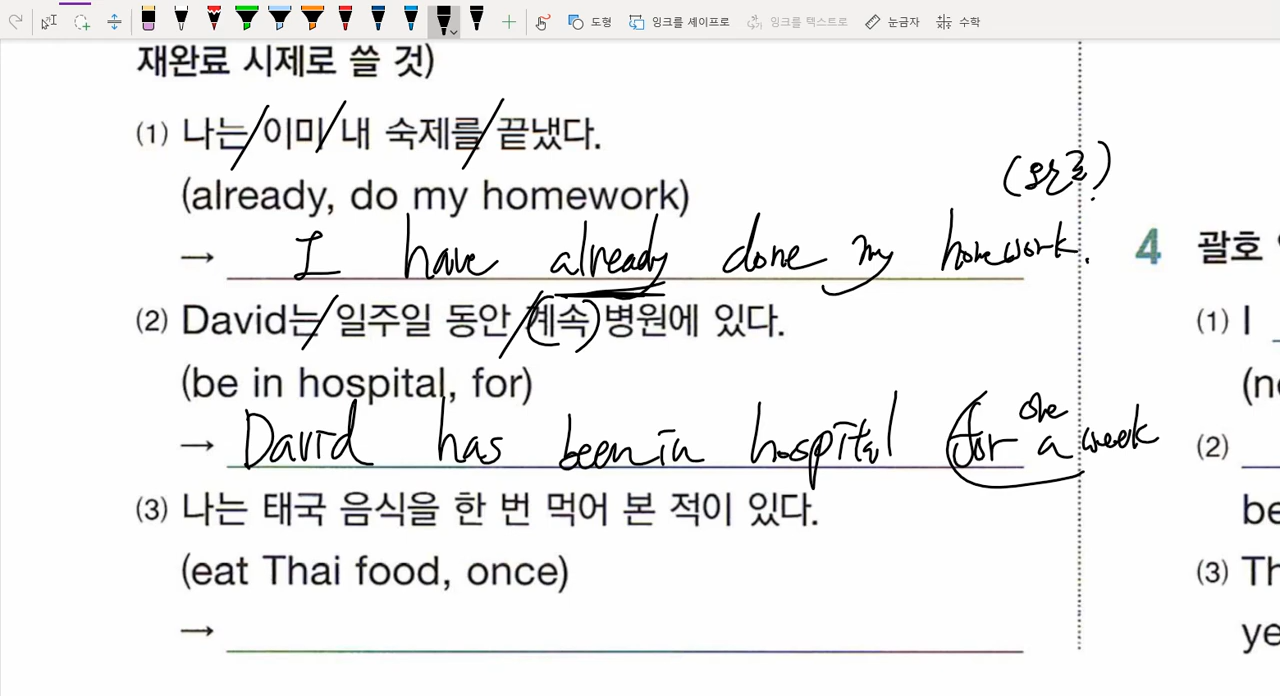 도형 잉크를 셰이프로 잉크를 텍스트로 눈금자 수학
재완료 시제로 쓸 것)
(1) 나는/이미/내 숙제를/끝냈다.
(already, do my homework)
(완료)
→ I have already done my homework.
(2) David는/일주일 동안/(계속) 병원에 있다.
(be in hospital, for)
→ David has been in hospital for a week
one
(3) 나는 태국 음식을 한 번 먹어 본 적이 있다.
(eat Thai food, once)
→
4 괄호
(1) I
(2)
be
(3) Th
ye